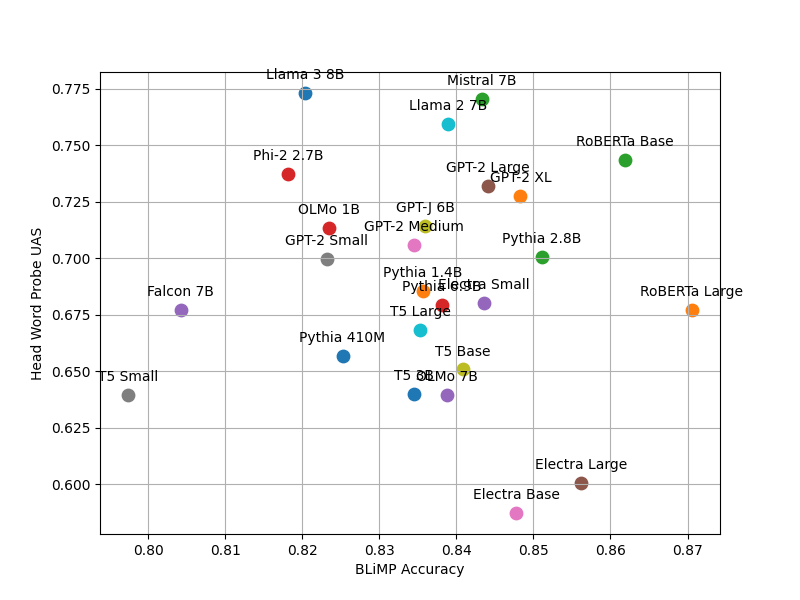 Llama 3 8B
Mistral 7B
Llama 2 7B
RoBERTa Base
Phi-2 2.7B
GPT-2 Large
GPT-2 XL
OLMo 1B
GPT-J 6B
GPT-2 Medium
GPT-2 Small
Pythia 2.8B
Pythia 1.4B
Pythia 6.9B
Electra Small
Falcon 7B
RoBERTa Large
T5 Large
Pythia 410M
T5 Base
T5 Small
T5 3B
OLMo 7B
Electra Large
Electra Base
0.775
0.750
0.725
0.700
0.675
0.650
0.625
0.600
Head Word Probe UAS
0.80 0.81 0.82 0.83 0.84 0.85 0.86 0.87
BLiMP Accuracy